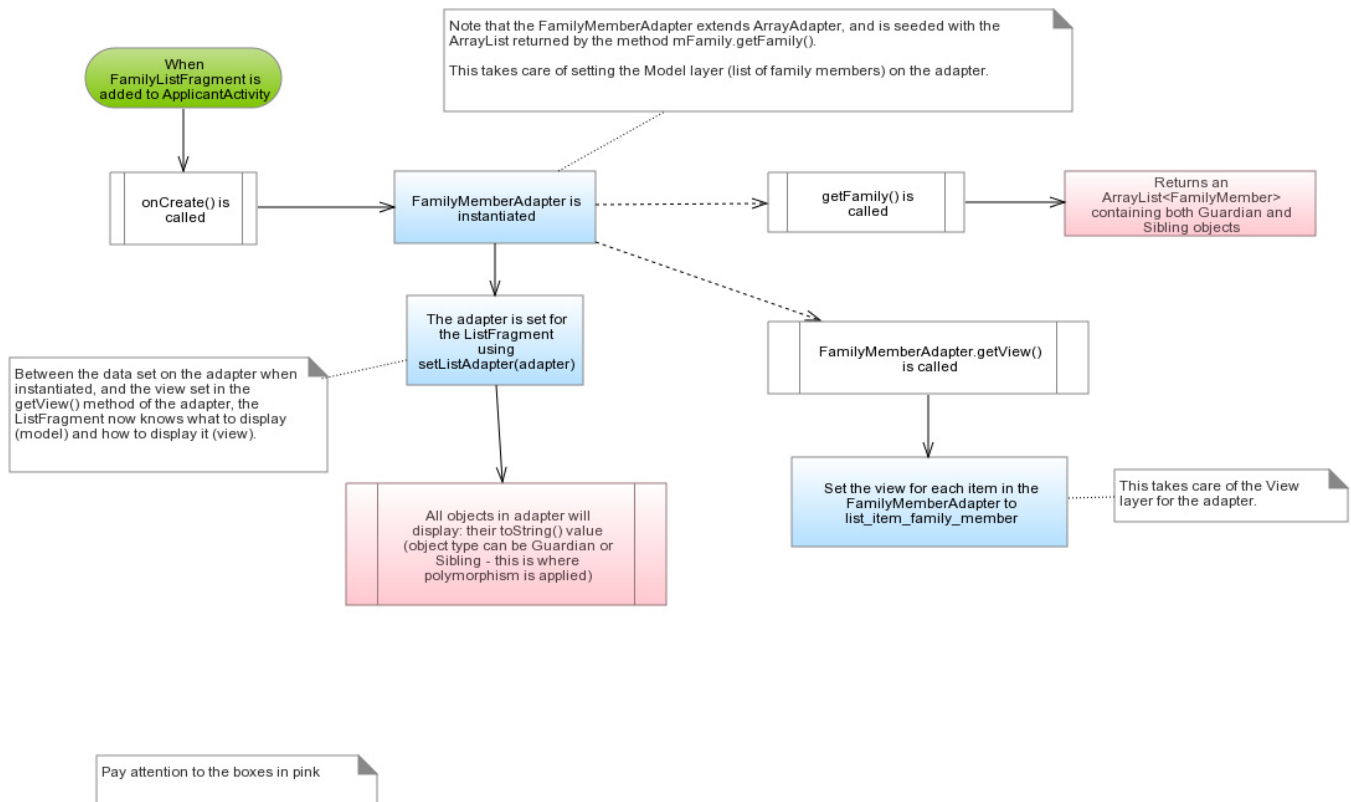 Note that the FamilyMemberAdapter extends ArrayAdapter, and is seeded with the
ArrayList returned by the method mFamily.getFamily().
This takes care of setting the Model layer (list of family members) on the adapter.
When
FamilyListFragment is
added to ApplicantActivity
onCreate() is
called
FamilyMemberAdapter is
instantiated
getFamily() is
called
Returns an
ArrayList<FamilyMember>
containing both Guardian and
Sibling objects
The adapter is set for
the ListFragment
using
setListAdapter(adapter)
FamilyMemberAdapter.getView()
is called
Between the data set on the adapter when
instantiated, and the view set in the
getView() method of the adapter, the
ListFragment now knows what to display
(model) and how to display it (view).
Set the view for each item in the
FamilyMemberAdapter to
list_item_family_member
This takes care of the View
layer for the adapter.
All objects in adapter will
display: their toString() value
(object type can be Guardian or
Sibling - this is where
polymorphism is applied)
Pay attention to the boxes in pink